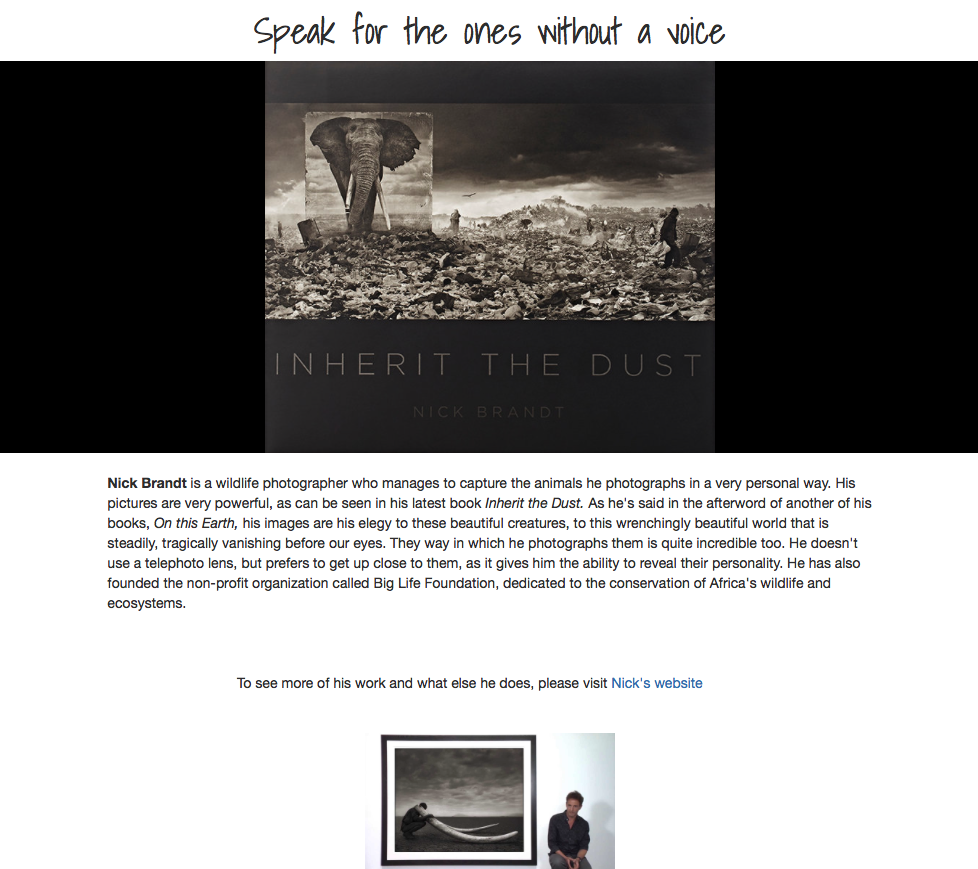 Speak for the ones without a voice
INHERIT THE DUST
NICK BRANDT
Nick Brandt is a wildlife photographer who manages to capture the animals he photographs in a very personal way. His
pictures are very powerful, as can be seen in his latest book Inherit the Dust. As he's said in the afterword of another of his
books, On this Earth, his images are his elegy to these beautiful creatures, to this wrenchingly beautiful world that is
steadily, tragically vanishing before our eyes. They way in which he photographs them is quite incredible too. He doesn't
use a telephoto lens, but prefers to get up close to them, as it gives him the ability to reveal their personality. He has also
founded the non-profit organization called Big Life Foundation, dedicated to the conservation of Africa's wildlife and
ecosystems.
To see more of his work and what else he does, please visit Nick's website